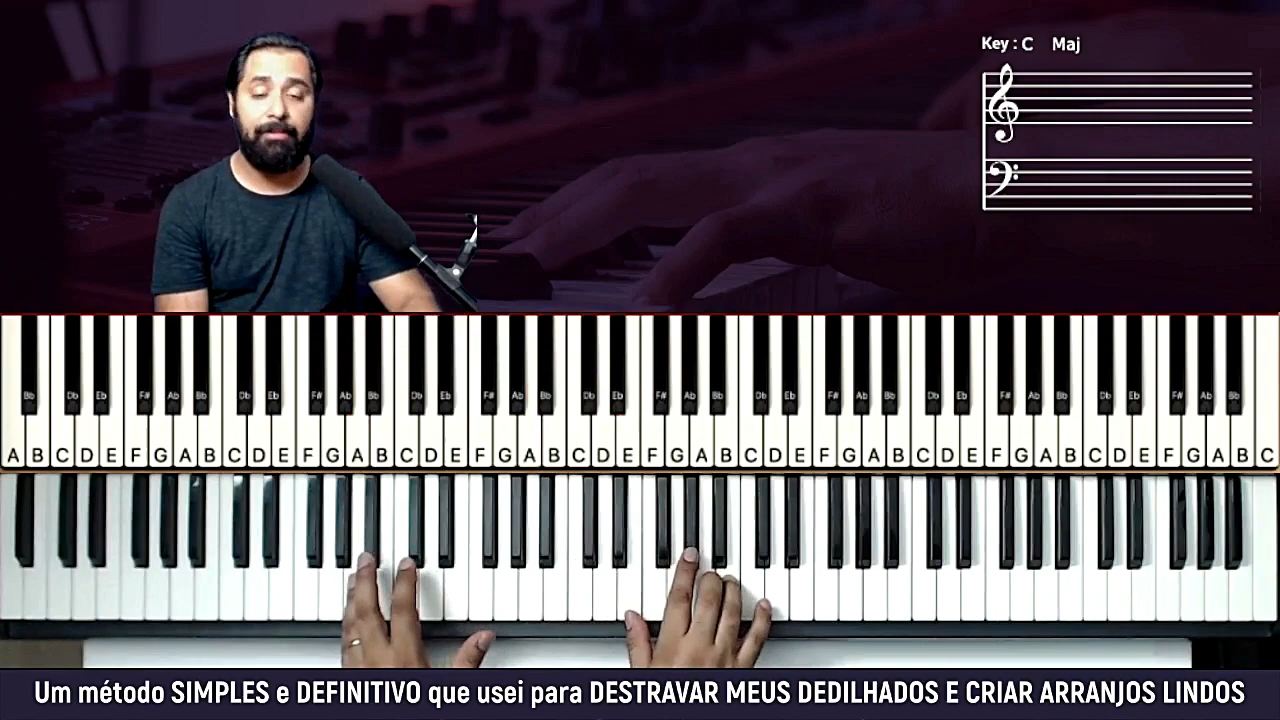 Key : C Maj
Bb Db Eb F# Ab Bb Db Eb F# Ab Bb Db Eb F# Ab Bb Db Eb F# Ab Bb Db Eb F# Ab Bb Db Eb F# Ab Bb Db Eb F# Ab Bb
A B C D E F G A B C D E F G A B C D E F G A B C D E F G A B C D E F G A B C D E F G A B C D E F G A B C
Um método SIMPLES e DEFINITIVO que usei para DESTRAVAR MEUS DEDILHADOS E CRIAR ARRANJOS LINDOS